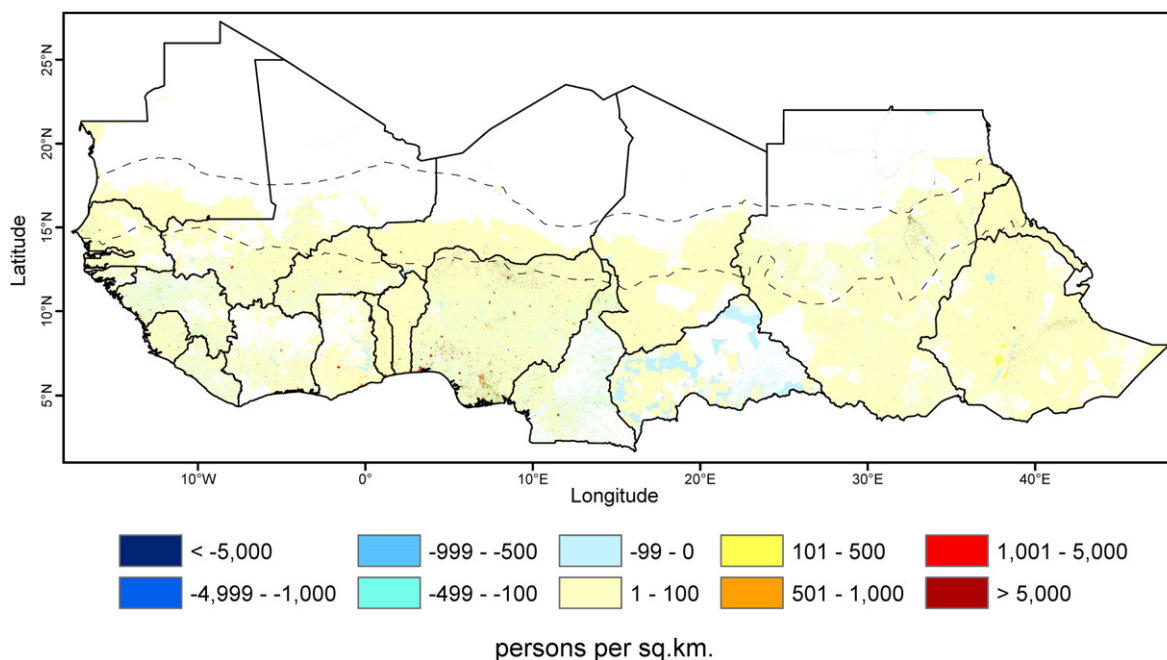 25°N
20°N
15°N
10°N
5°N
Latitude
10°W 0° 10°E 20°E 30°E 40°E
Longitude
< -5,000 -999 - -500 -99 - 0 101 - 500 1,001 - 5,000
-4,999 - -1,000 -499 - -100 1 - 100 501 - 1,000 > 5,000
persons per sq.km.